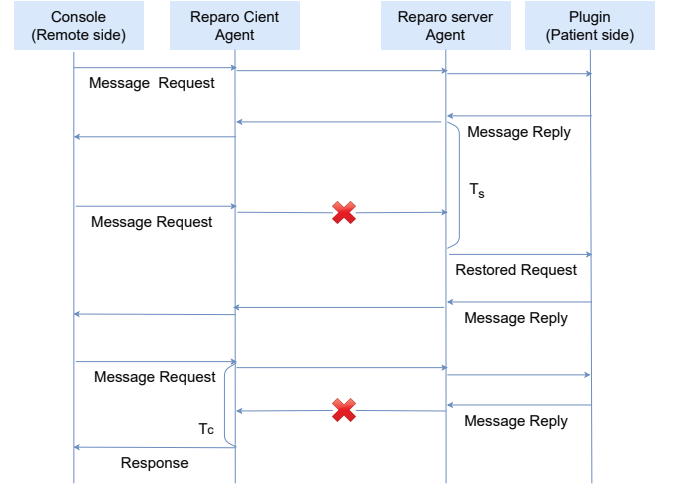 Console
(Remote side)
Reparo Cient
Agent
Reparo server
Agent
Plugin
(Patient side)
Message Request
Message Reply
Ts
Message Request
Restored Request
Message Reply
Message Request
Tc
Message Reply
Response